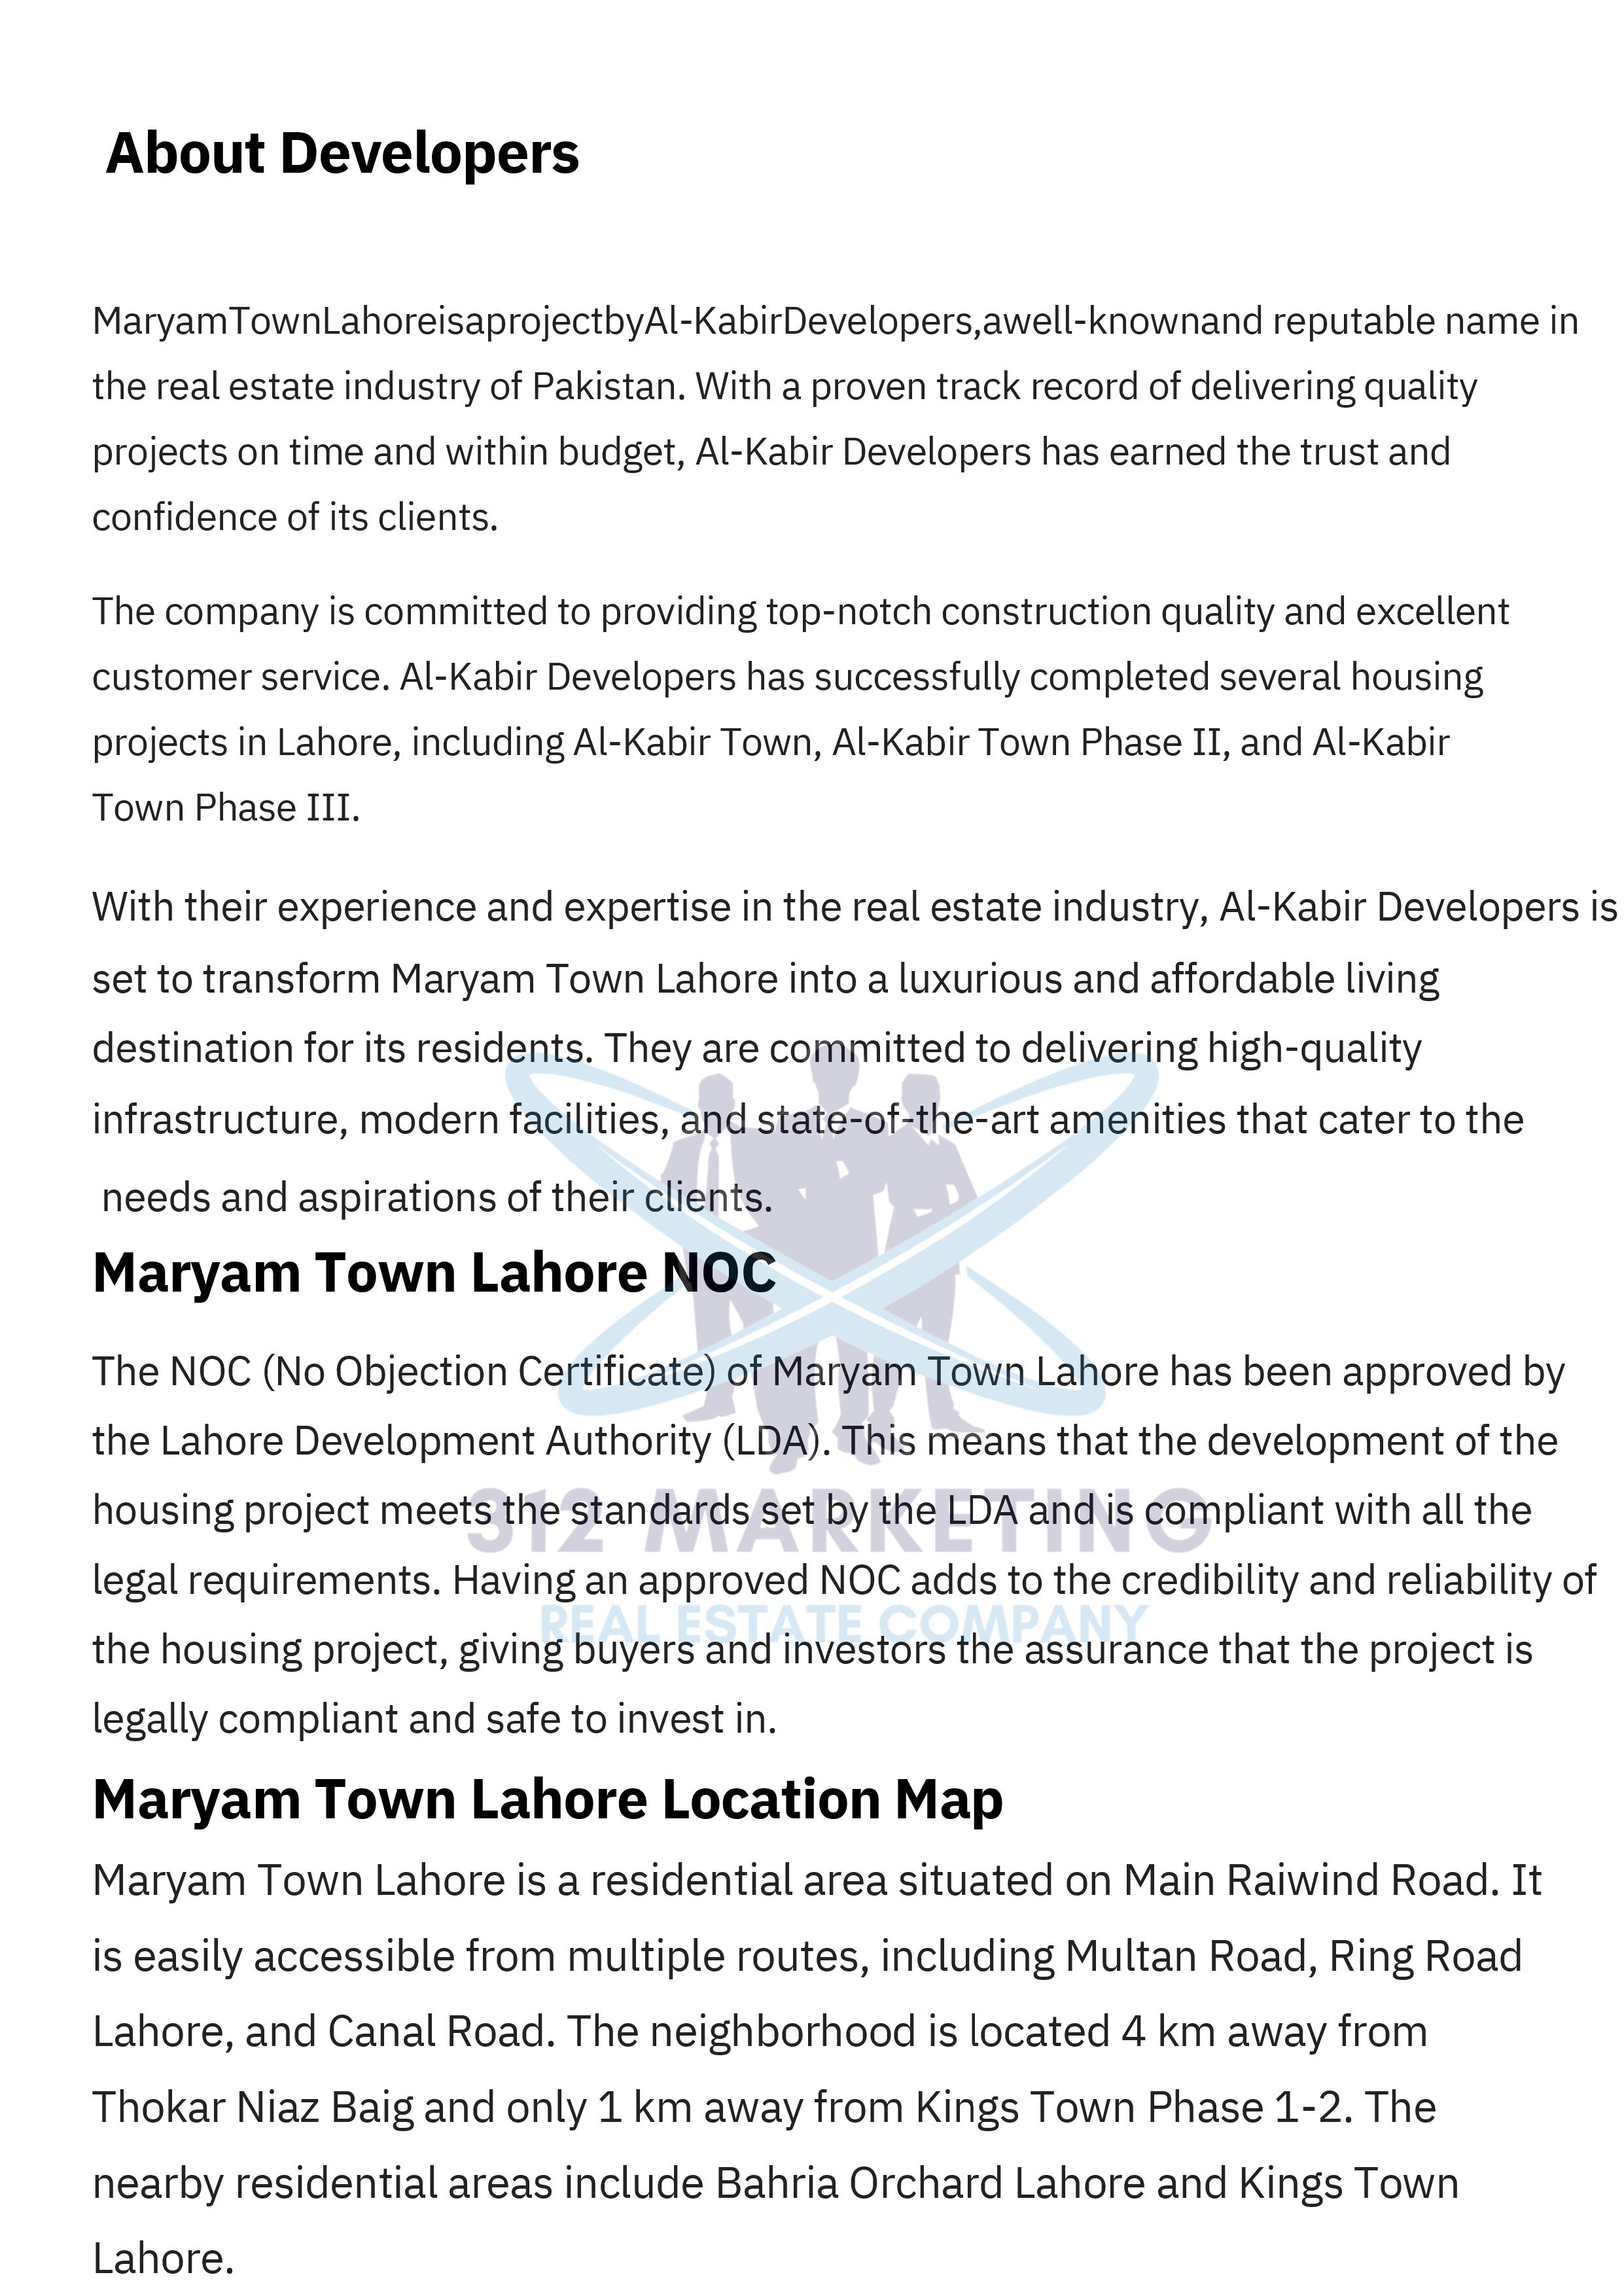 About Developers
MaryamTownLahoreisaprojectbyAl-KabirDevelopers,awell-knownand reputable name in
the real estate industry of Pakistan. With a proven track record of delivering quality
projects on time and within budget, Al-Kabir Developers has earned the trust and
confidence of its clients.
The company is committed to providing top-notch construction quality and excellent
customer service. Al-Kabir Developers has successfully completed several housing
projects in Lahore, including Al-Kabir Town, Al-Kabir Town Phase II, and Al-Kabir
Town Phase III.
With their experience and expertise in the real estate industry, Al-Kabir Developers is
set to transform Maryam Town Lahore into a luxurious and affordable living
destination for its residents. They are committed to delivering high-quality
infrastructure, modern facilities, and state-of-the-art amenities that cater to the
needs and aspirations of their clients.
Maryam Town Lahore NOC
The NOC (No Objection Certificate) of Maryam Town Lahore has been approved by
the Lahore Development Authority (LDA). This means that the development of the
housing project meets the standards set by the LDA and is compliant with all the
312 MARKETING
legal requirements. Having an approved NOC adds to the credibility and reliability of
REAL ESTATE COMPANY
the housing project, giving buyers and investors the assurance that the project is
legally compliant and safe to invest in.
Maryam Town Lahore Location Map
Maryam Town Lahore is a residential area situated on Main Raiwind Road. It
is easily accessible from multiple routes, including Multan Road, Ring Road
Lahore, and Canal Road. The neighborhood is located 4 km away from
Thokar Niaz Baig and only 1 km away from Kings Town Phase 1-2. The
nearby residential areas include Bahria Orchard Lahore and Kings Town
Lahore.